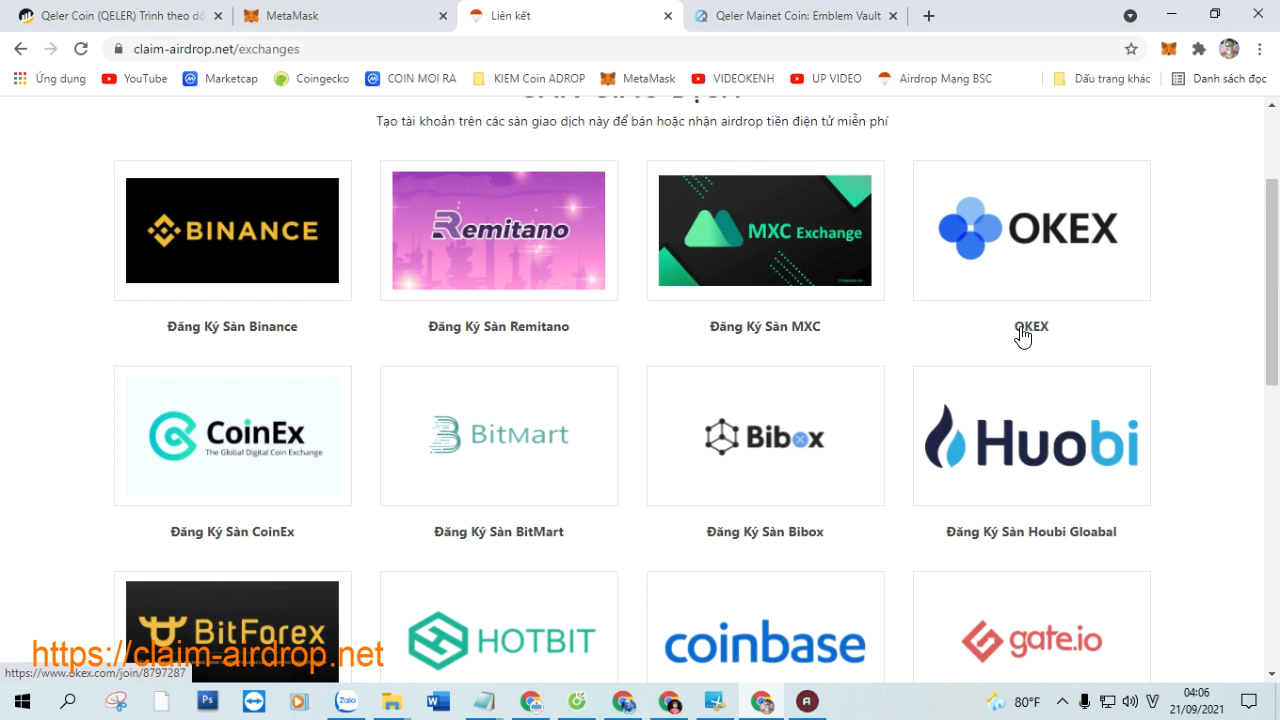 Qeler Coin (QELER) Trình theo dõ
MetaMask
Liên kết
Qeler Mainet Coin: Emblem Vault
claim-airdrop.net/exchanges
Ứng dụng
YouTube
Marketcap
Coingecko
COIN MOI RA
KIEM Coin ADROP
MetaMask
VIDEOKENH
UP VIDEO
Airdrop Mạng BSC
Dấu trang khác
Danh sách đọc
Tạo tài khoản trên các sàn giao dịch này để bán hoặc nhận airdrop tiền điện tử miễn phí
BINANCE
Remitano
MXC Exchange
OKEX
Đăng Ký Sàn Binance
Đăng Ký Sàn Remitano
Đăng Ký Sàn MXC
OKEX
CoinEx
The Global Digital Coin Exchange
BitMart
Bibox
Huobi
Đăng Ký Sàn CoinEx
Đăng Ký Sàn BitMart
Đăng Ký Sàn Bibox
Đăng Ký Sàn Houbi Gloabal
BitForex
HOTBIT
coinbase
gate.io
https://claim-airdrop.net
https://www.okex.com/join/8797287
Ps
Zalo
80°F
04:06
21/09/2021